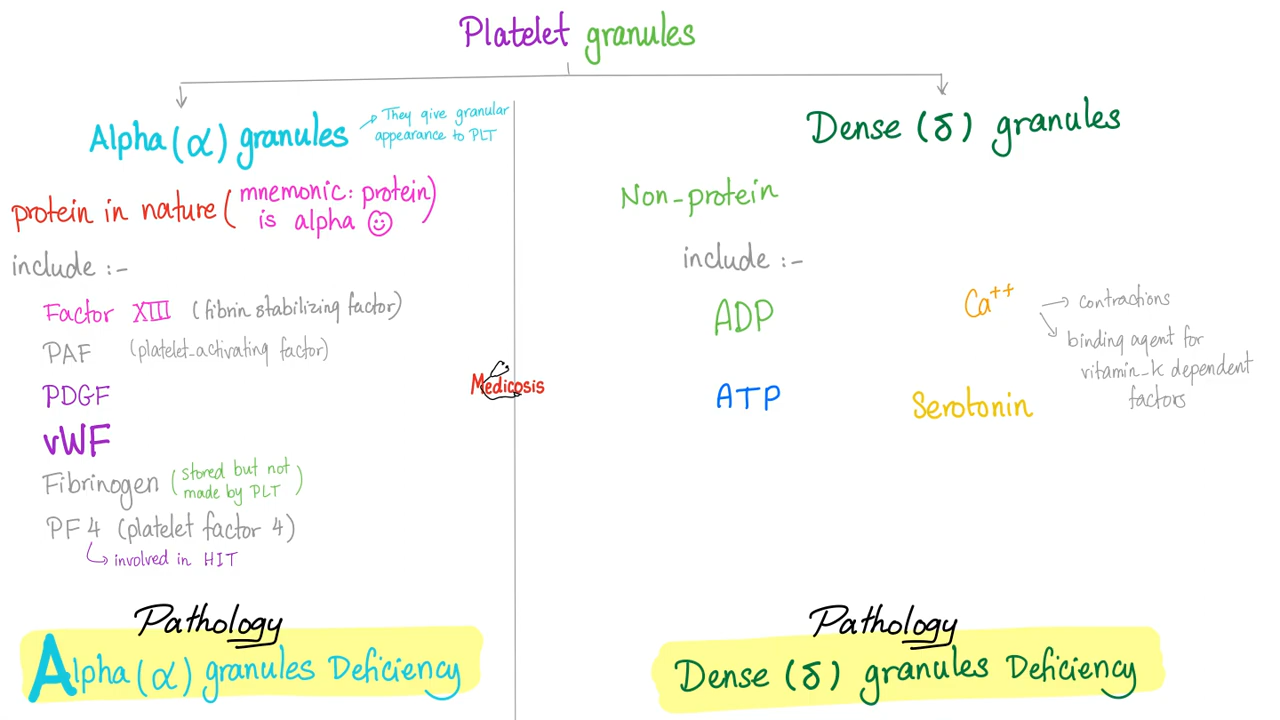 Platelet granules
Alpha (α) granules
They give granular
appearance to PLT
protein in nature (mnemonic: protein
is alpha ☺)
include :-
Factor XIII (fibrin stabilizing factor)
PAF (platelet-activating factor)
PDGF
vWF
Fibrinogen (stored but not
made by PLT)
PF 4 (platelet factor 4)
involved in HIT
Pathology
Alpha (α) granules Deficiency
Medicosis
Dense (δ) granules
Non-protein
include :-
ADP
Ca++
contractions
binding agent for
vitamin-k dependent
factors
ATP
Serotonin
Pathology
Dense (δ) granules Deficiency